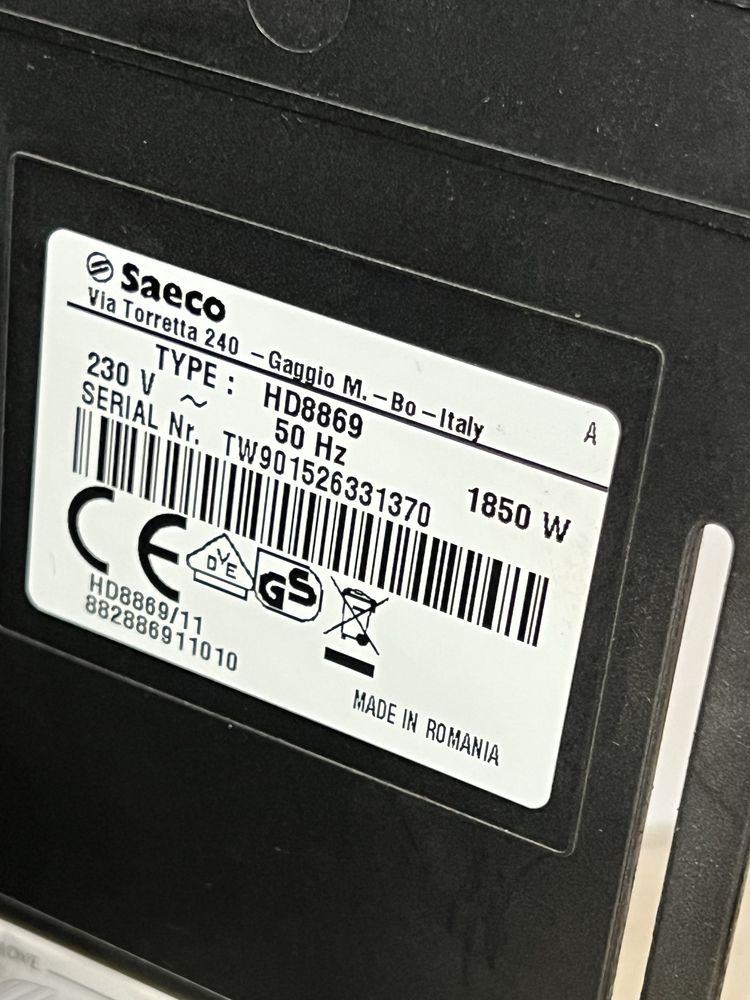 Saeco
Via Torretta 240 – Gaggio M. – Bo – Italy A
TYPE : HD8869
230 V ~ 50 Hz 1850 W
SERIAL Nr. TW901526331370
CE
DVE GS
HD8869/11
882886911010
MADE IN ROMANIA